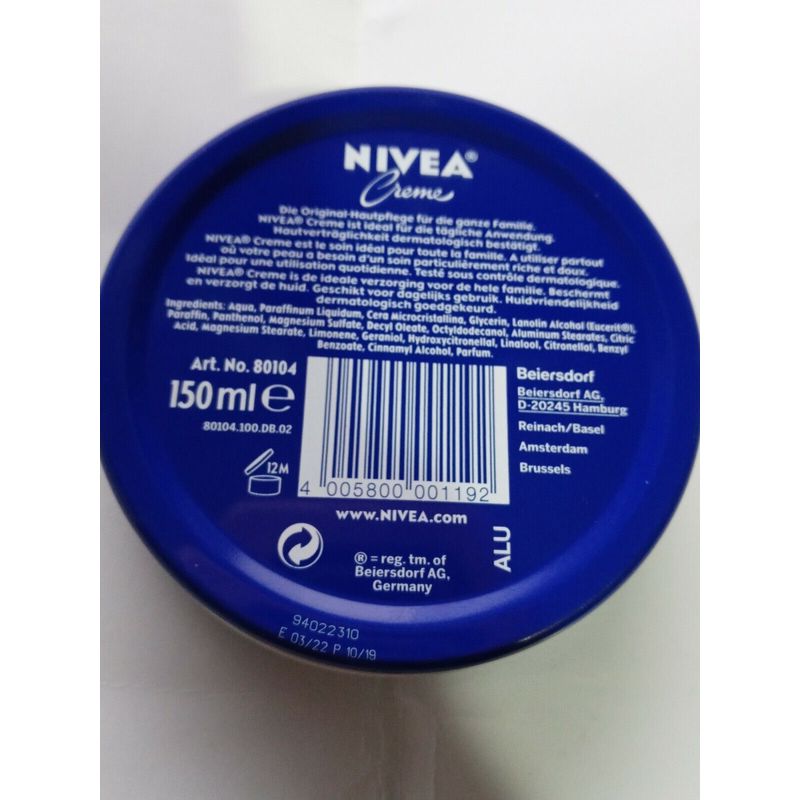 NIVEA®
Creme
Die Original-Hautpflege für die ganze Familie.
NIVEA® Creme ist ideal für die tägliche Anwendung.
Hautverträglichkeit dermatologisch bestätigt.
NIVEA® Creme est le soin idéal pour toute la famille. A utiliser partout
où votre peau a besoin d'un soin particulièrement riche et doux.
Idéal pour une utilisation quotidienne. Testé sous contrôle dermatologique.
NIVEA® Creme is de ideale verzorging voor de hele familie. Beschermt
en verzorgt de huid. Geschikt voor dagelijks gebruik. Huidvriendelijkheid
dermatologisch goedgekeurd.
Ingredients: Aqua, Paraffinum Liquidum, Cera Microcristallina, Glycerin, Lanolin Alcohol (Eucerit®),
Paraffin, Panthenol, Magnesium Sulfate, Decyl Oleate, Octyldodecanol, Aluminum Stearates, Citric
Acid, Magnesium Stearate, Limonene, Geraniol, Hydroxycitronellal, Linalool, Citronellol, Benzyl
Benzoate, Cinnamyl Alcohol, Parfum.
Art. No. 80104
150 ml e
80104.100.DB.02
12M
4 005800 001192
www.NIVEA.com
Beiersdorf
Beiersdorf AG,
D-20245 Hamburg
Reinach/Basel
Amsterdam
Brussels
ALU
® = reg. tm. of
Beiersdorf AG,
Germany
94022310
E 03/22 P 10/19